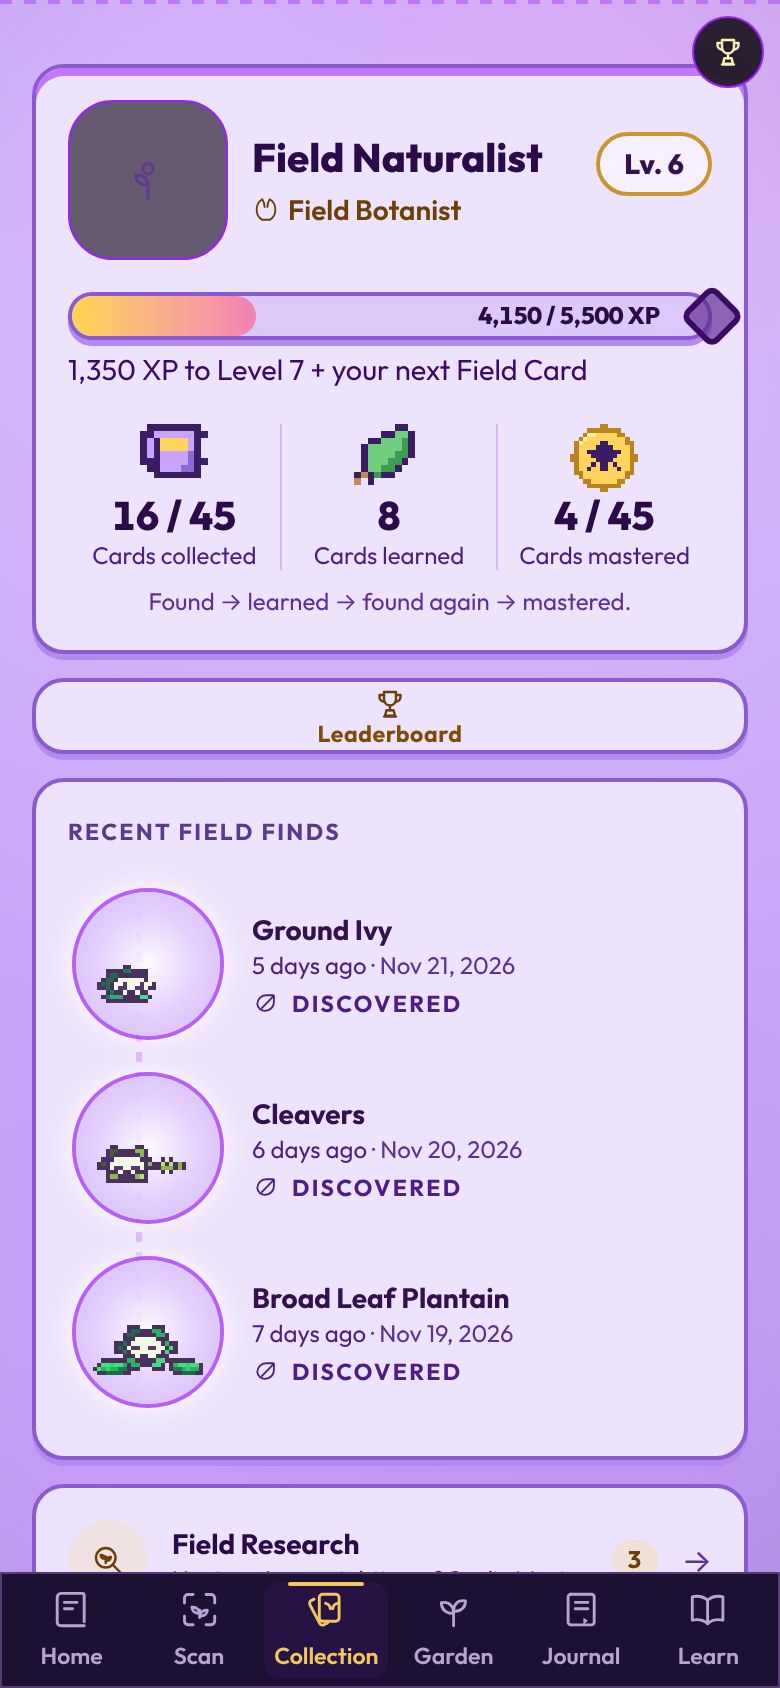 Field Naturalist
Field Botanist
Lv. 6
4,150 / 5,500 XP
1,350 XP to Level 7 + your next Field Card
16 / 45
Cards collected
8
Cards learned
4 / 45
Cards mastered
Found → learned → found again → mastered.
Leaderboard
RECENT FIELD FINDS
Ground Ivy
5 days ago · Nov 21, 2026
DISCOVERED
Cleavers
6 days ago · Nov 20, 2026
DISCOVERED
Broad Leaf Plantain
7 days ago · Nov 19, 2026
DISCOVERED
Field Research
3
Home
Scan
Collection
Garden
Journal
Learn